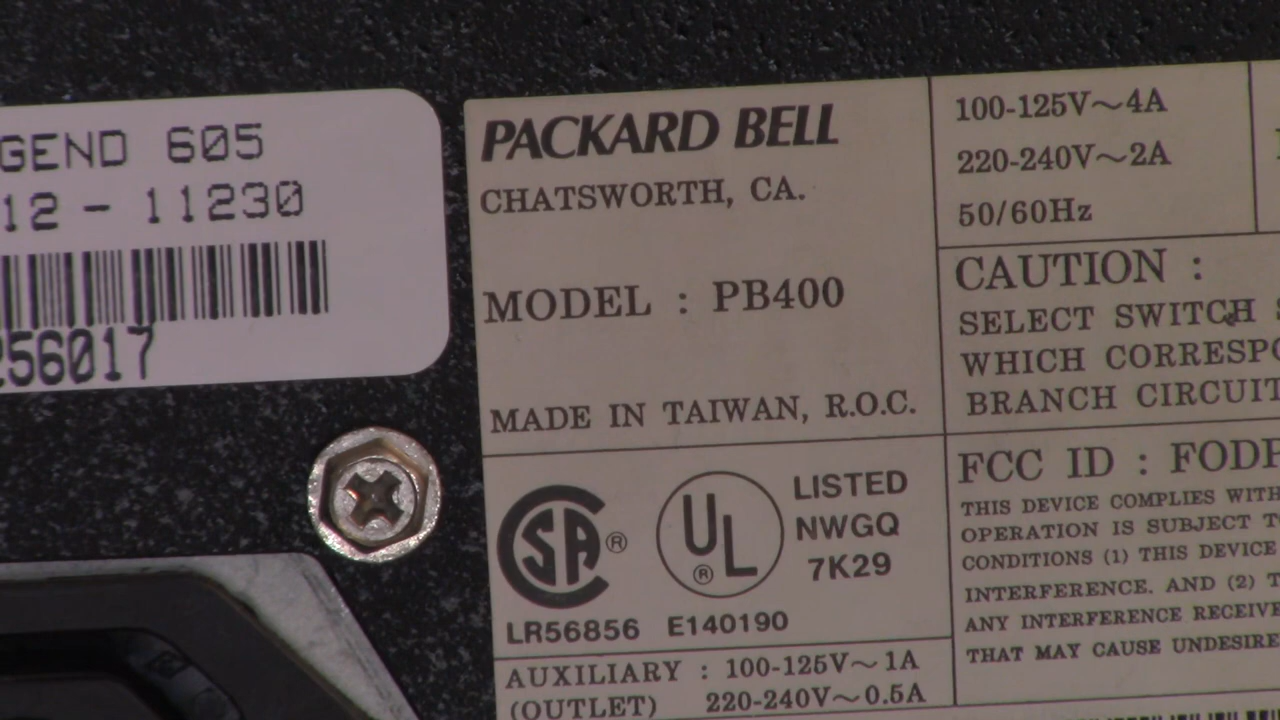 GEND 605
12 - 11230
256017
PACKARD BELL
CHATSWORTH, CA.
MODEL : PB400
MADE IN TAIWAN, R.O.C.
SA ®
UL ®
LISTED
NWGQ
7K29
LR56856 E140190
AUXILIARY : 100-125V~1A
(OUTLET) 220-240V~0.5A
100-125V~4A
220-240V~2A
50/60Hz
CAUTION :
SELECT SWITCH
WHICH CORRESPO
BRANCH CIRCUIT
FCC ID : FODP
THIS DEVICE COMPLIES WITH
OPERATION IS SUBJECT T
CONDITIONS (1) THIS DEVICE
INTERFERENCE. AND (2) T
ANY INTERFERENCE RECEIVE
THAT MAY CAUSE UNDESIRE